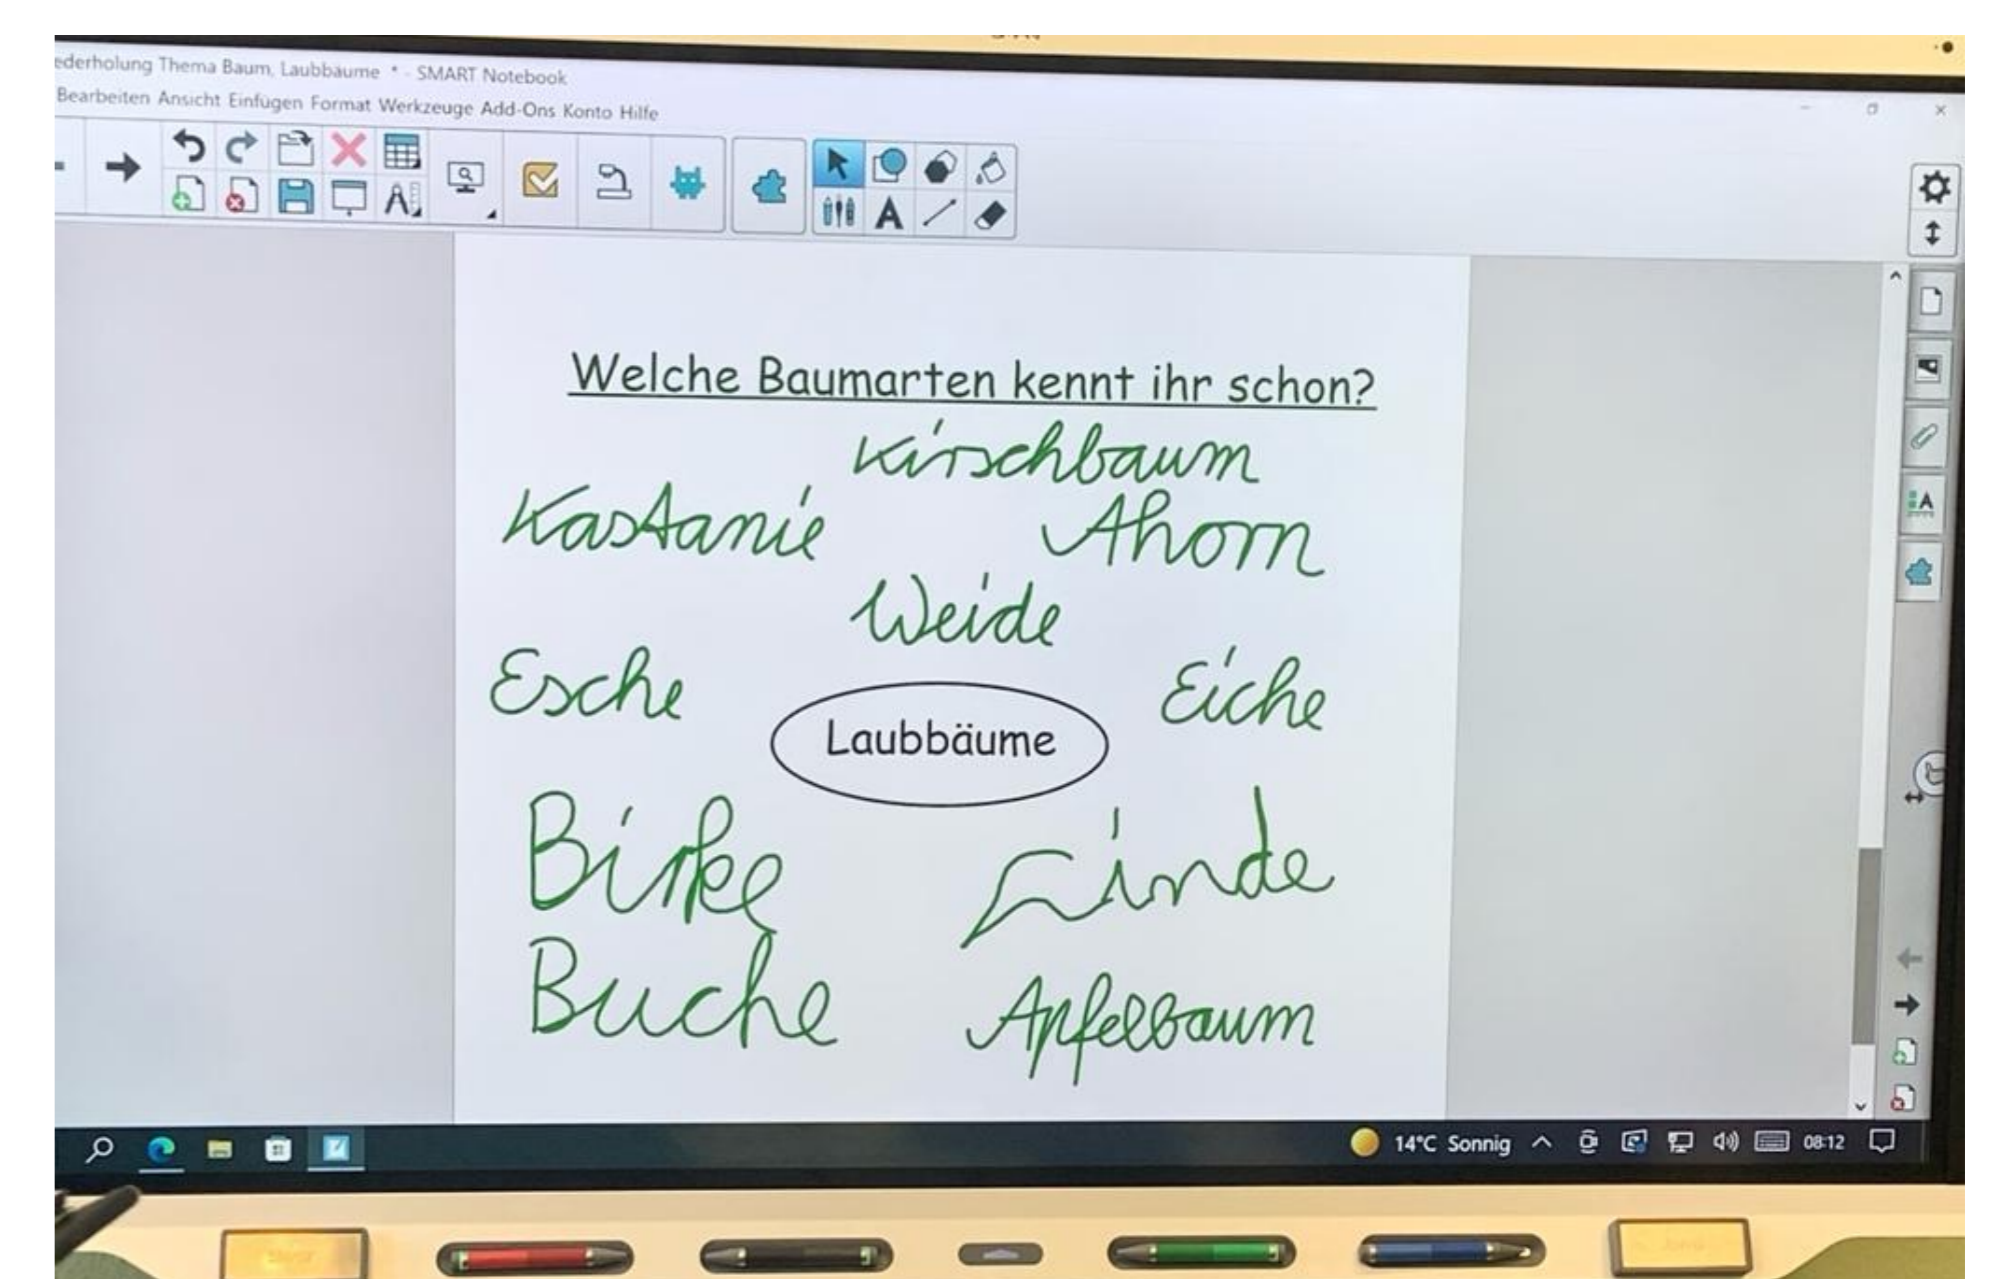 ederholung Thema Baum, Laubbäume * - SMART Notebook
Bearbeiten Ansicht Einfügen Format Werkzeuge Add-Ons Konto Hilfe
Welche Baumarten kennt ihr schon?
Kirschbaum
Kastanie Ahorn
Weide
Esche Eiche
Laubbäume
Birke Linde
Buche Apfelbaum
14°C Sonnig 08:12